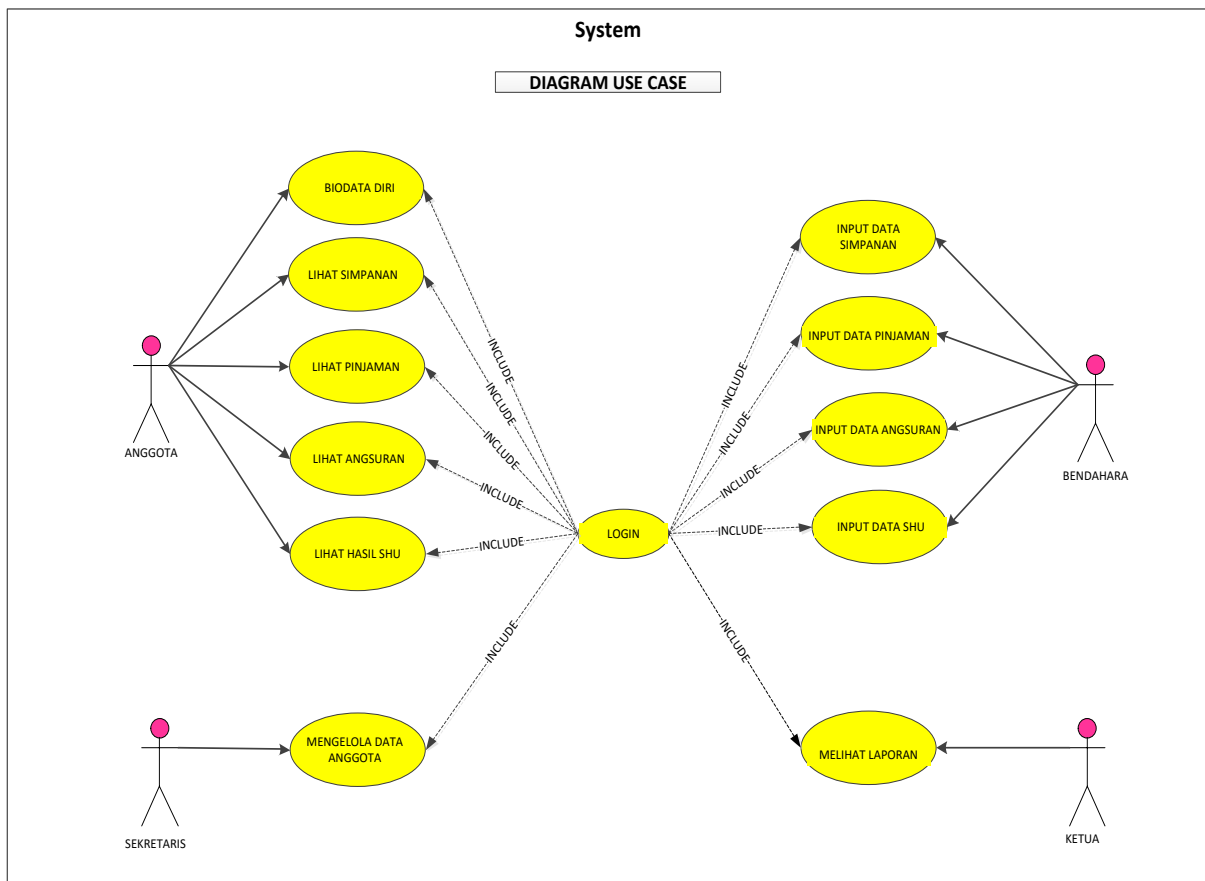 System
DIAGRAM USE CASE
BIODATA DIRI
LIHAT SIMPANAN
LIHAT PINJAMAN
LIHAT ANGSURAN
LIHAT HASIL SHU
ANGGOTA
INCLUDE
INCLUDE
INCLUDE
INCLUDE
INCLUDE
INCLUDE
LOGIN
INCLUDE
INCLUDE
INCLUDE
INCLUDE
INCLUDE
INPUT DATA
SIMPANAN
INPUT DATA PINJAMAN
INPUT DATA ANGSURAN
INPUT DATA SHU
BENDAHARA
MENGELOLA DATA
ANGGOTA
SEKRETARIS
MELIHAT LAPORAN
KETUA